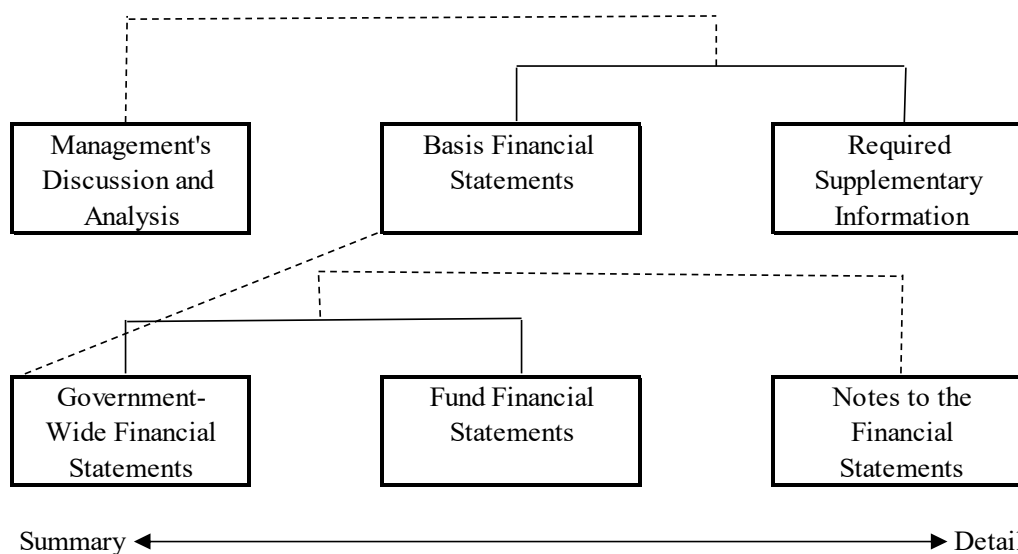 Management's
Discussion and
Analysis
Basis Financial
Statements
Required
Supplementary
Information
Government-
Wide Financial
Statements
Fund Financial
Statements
Notes to the
Financial
Statements
Summary
Detail